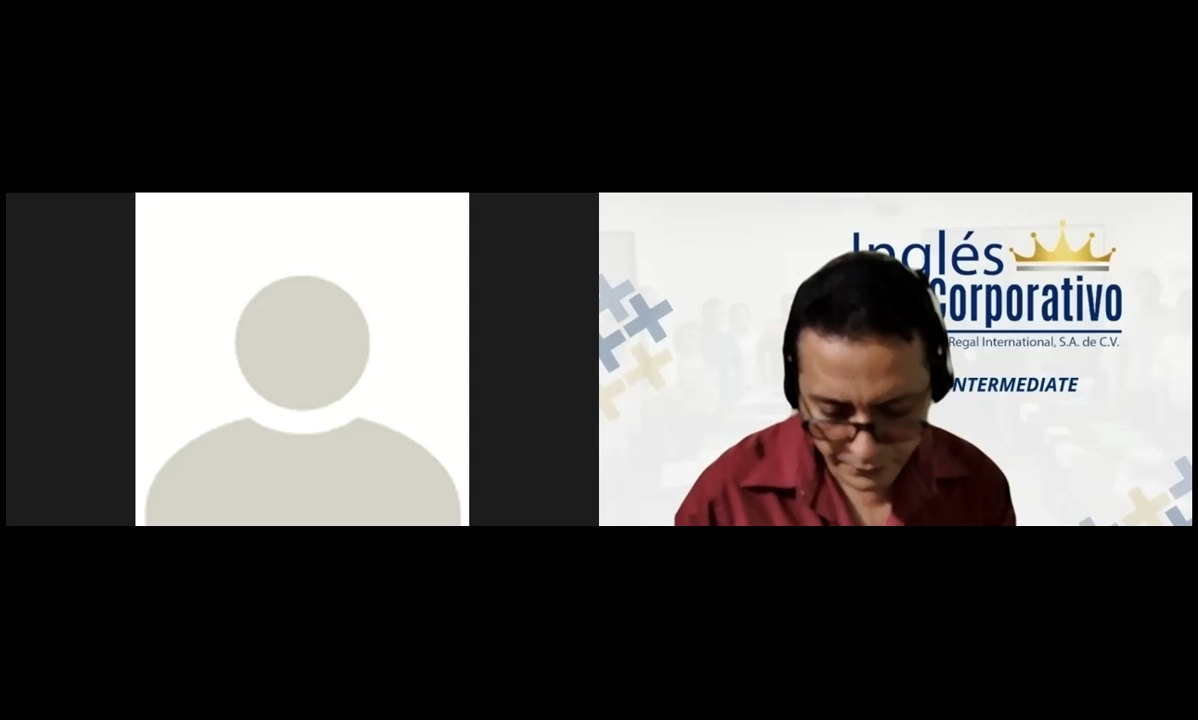 Inglés
Corporativo
Regal International, S.A. de C.V.
INTERMEDIATE